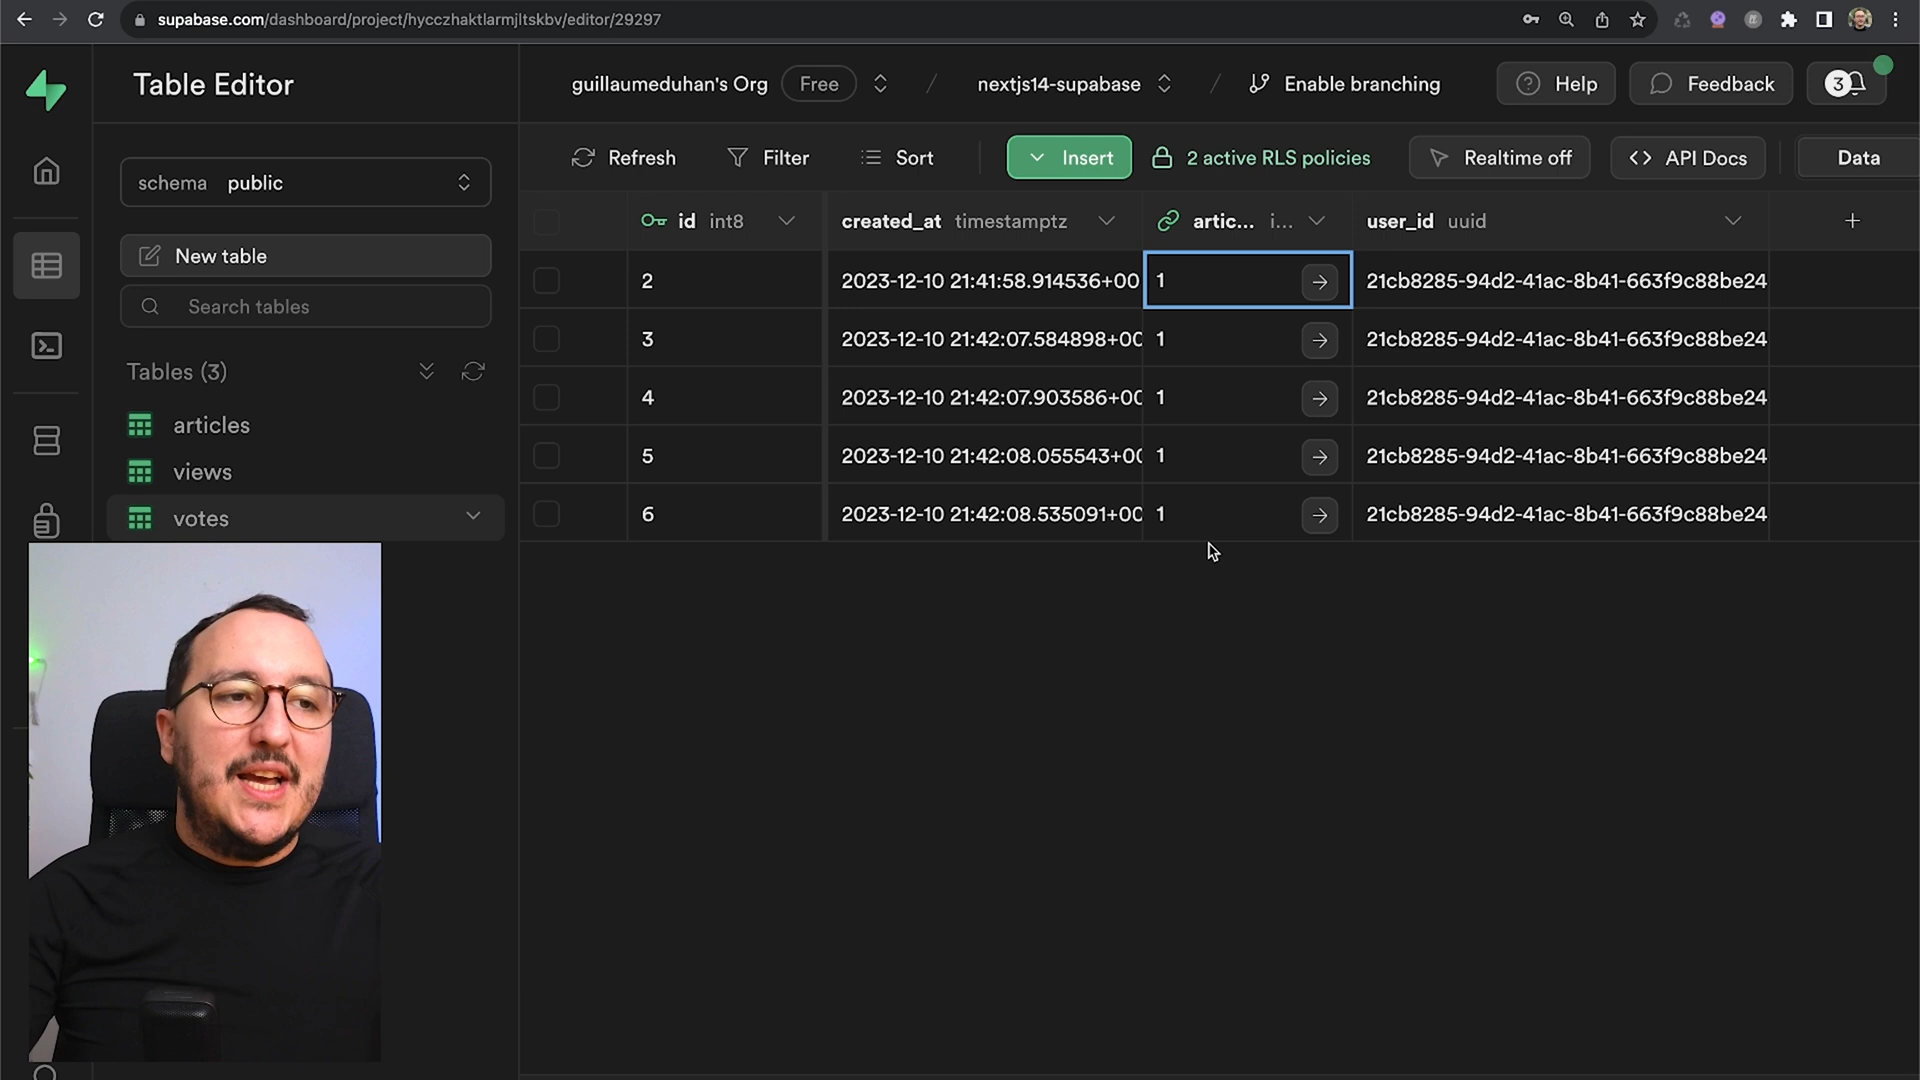 supabase.com/dashboard/project/hycczhaktlarmjltskbv/editor/29297
Table Editor
guillaumeduhan's Org Free / nextjs14-supabase / Enable branching Help Feedback 3
schema public
New table
Search tables
Tables (3)
articles
views
votes
Refresh Filter Sort Insert 2 active RLS policies Realtime off API Docs Data
id int8 created_at timestamptz artic... i... user_id uuid
2 2023-12-10 21:41:58.914536+00 1 21cb8285-94d2-41ac-8b41-663f9c88be24
3 2023-12-10 21:42:07.584898+00 1 21cb8285-94d2-41ac-8b41-663f9c88be24
4 2023-12-10 21:42:07.903586+00 1 21cb8285-94d2-41ac-8b41-663f9c88be24
5 2023-12-10 21:42:08.055543+00 1 21cb8285-94d2-41ac-8b41-663f9c88be24
6 2023-12-10 21:42:08.535091+00 1 21cb8285-94d2-41ac-8b41-663f9c88be24